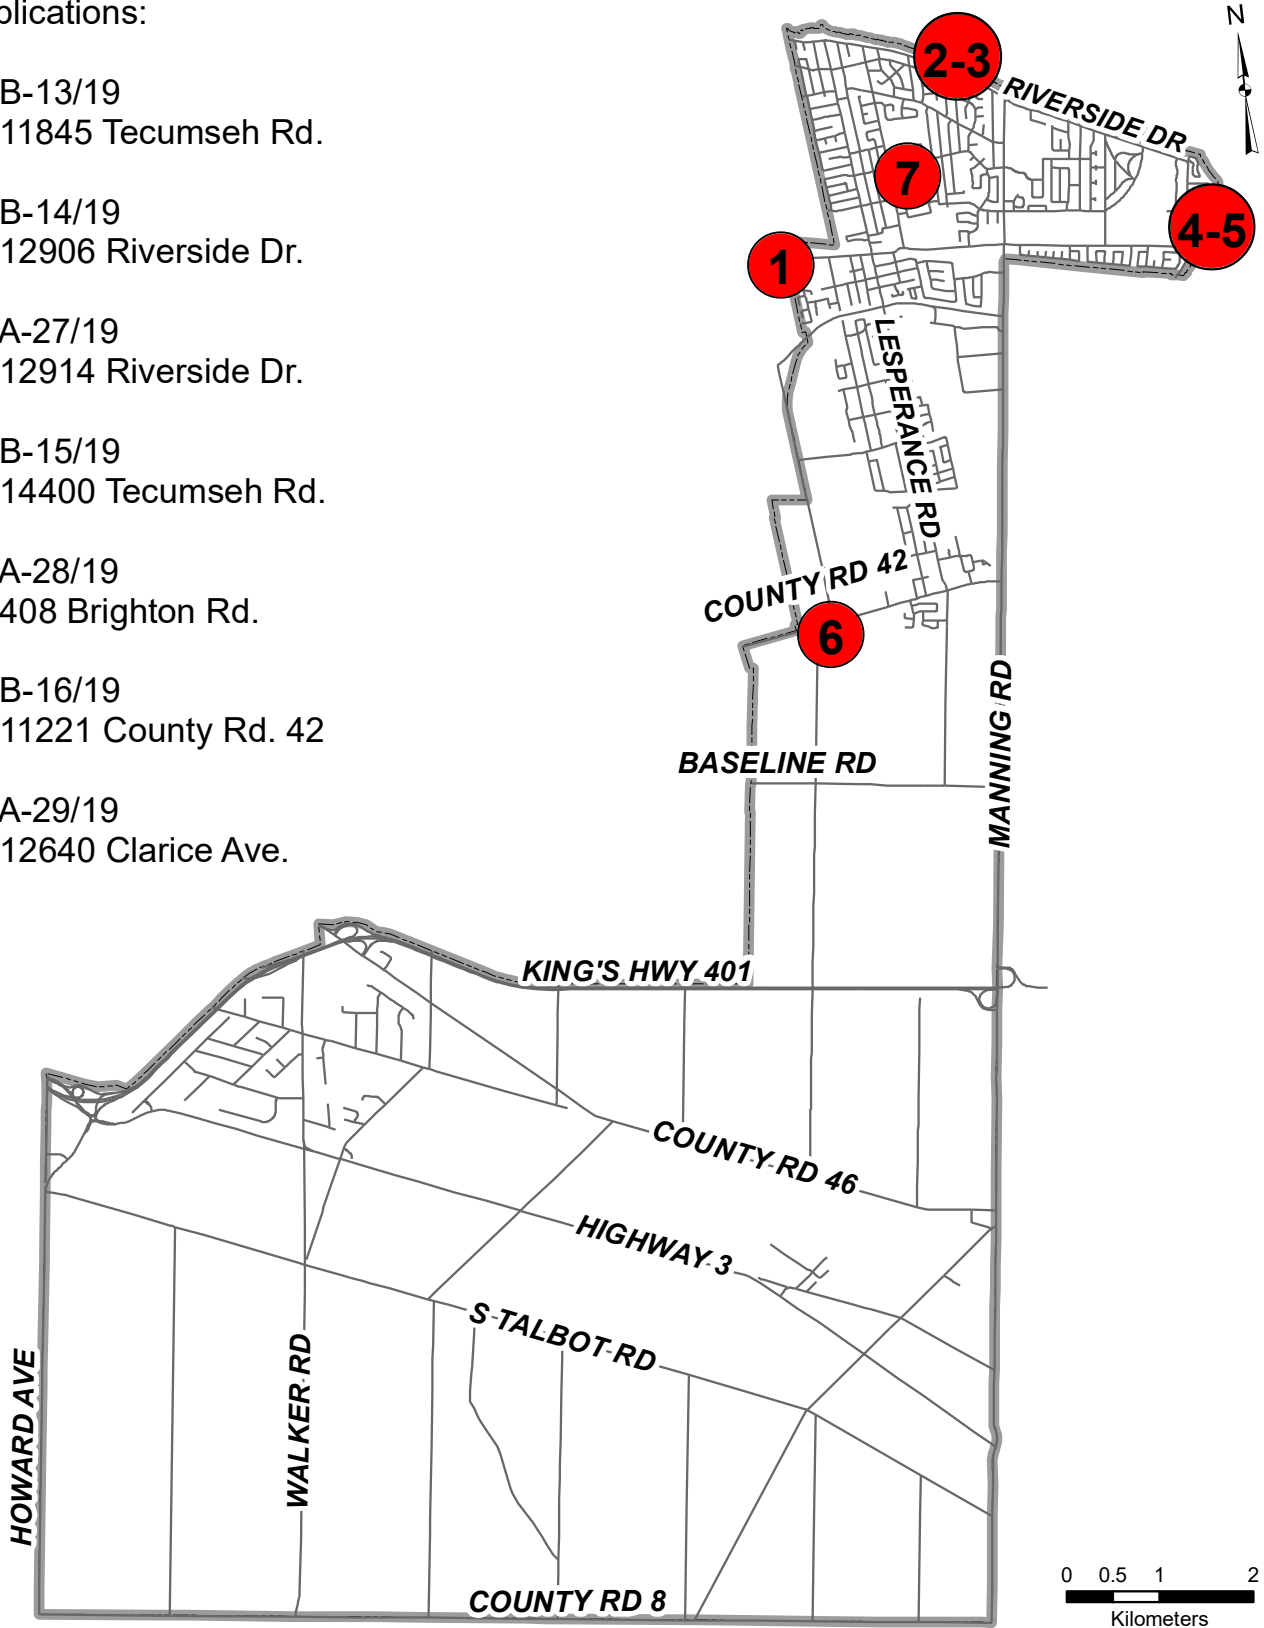 plications:
B-13/19
11845 Tecumseh Rd.
B-14/19
12906 Riverside Dr.
A-27/19
12914 Riverside Dr.
B-15/19
14400 Tecumseh Rd.
A-28/19
408 Brighton Rd.
B-16/19
11221 County Rd. 42
A-29/19
12640 Clarice Ave.
N
2-3
RIVERSIDE DR
7
4-5
1
LESPERANCE RD
COUNTY RD 42
6
MANNING RD
BASELINE RD
KING'S HWY 401
COUNTY RD 46
HIGHWAY 3
S TALBOT RD
WALKER RD
HOWARD AVE
COUNTY RD 8
0 0.5 1 2
Kilometers